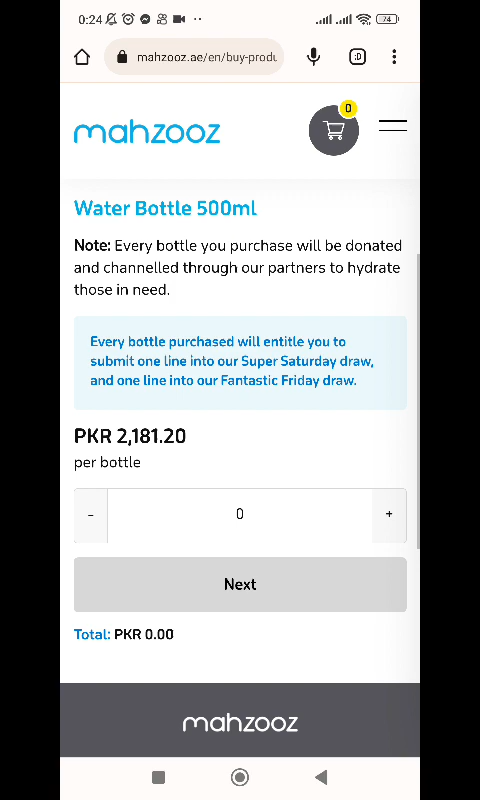 0:24
74
mahzooz.ae/en/buy-produ
:D
mahzooz
0
Water Bottle 500ml
Note: Every bottle you purchase will be donated
and channelled through our partners to hydrate
those in need.
Every bottle purchased will entitle you to
submit one line into our Super Saturday draw,
and one line into our Fantastic Friday draw.
PKR 2,181.20
per bottle
- 0 +
Next
Total: PKR 0.00
mahzooz